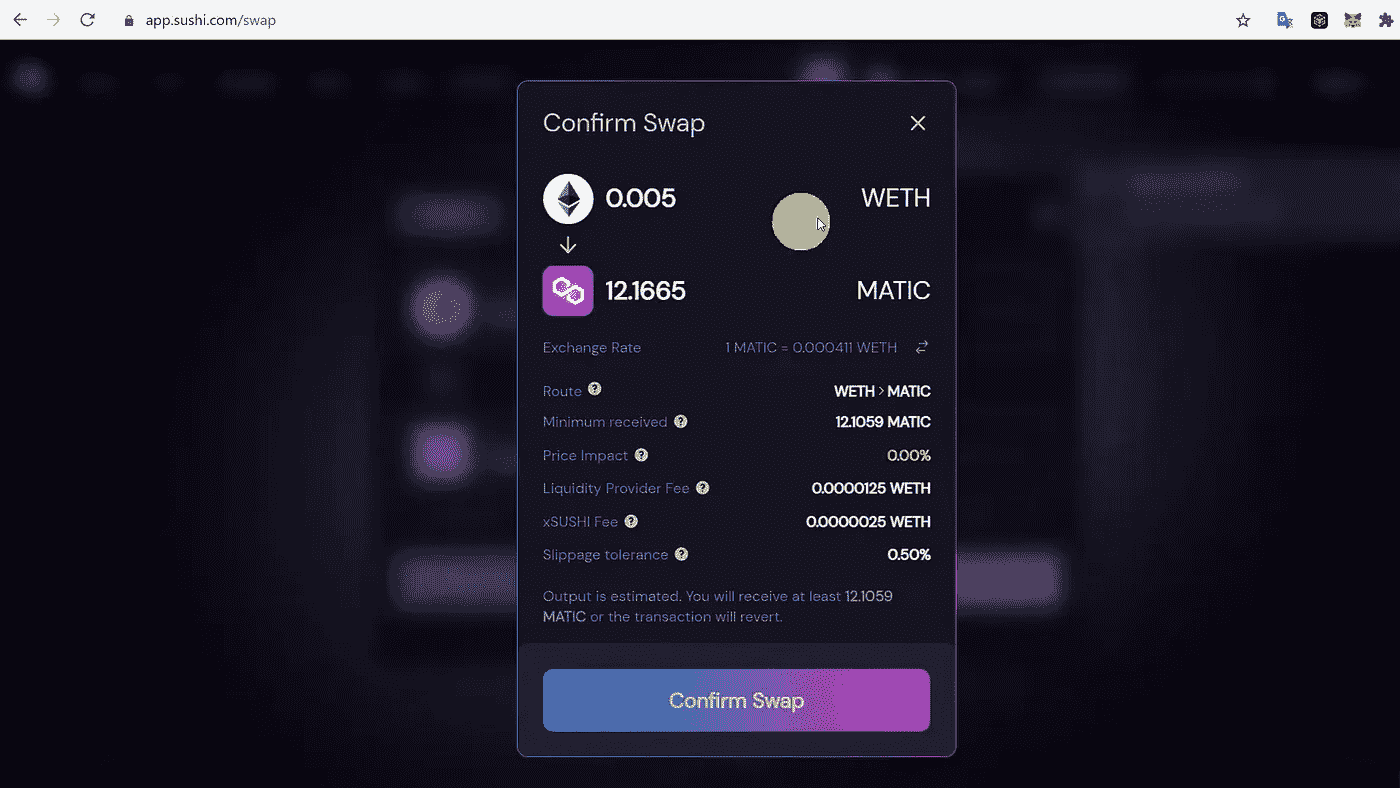 app.sushi.com/swap
Confirm Swap
0.005 WETH
12.1665 MATIC
Exchange Rate 1 MATIC = 0.000411 WETH
Route ? WETH > MATIC
Minimum received ? 12.1059 MATIC
Price Impact ? 0.00%
Liquidity Provider Fee ? 0.0000125 WETH
xSUSHI Fee ? 0.0000025 WETH
Slippage tolerance ? 0.50%
Output is estimated. You will receive at least 12.1059
MATIC or the transaction will revert.
Confirm Swap